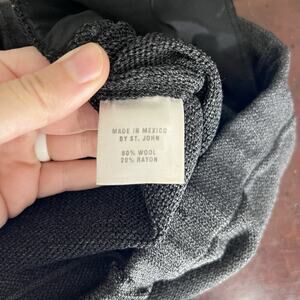 MADE IN MEXICO
BY ST. JOHN
80% WOOL
20% RAYON